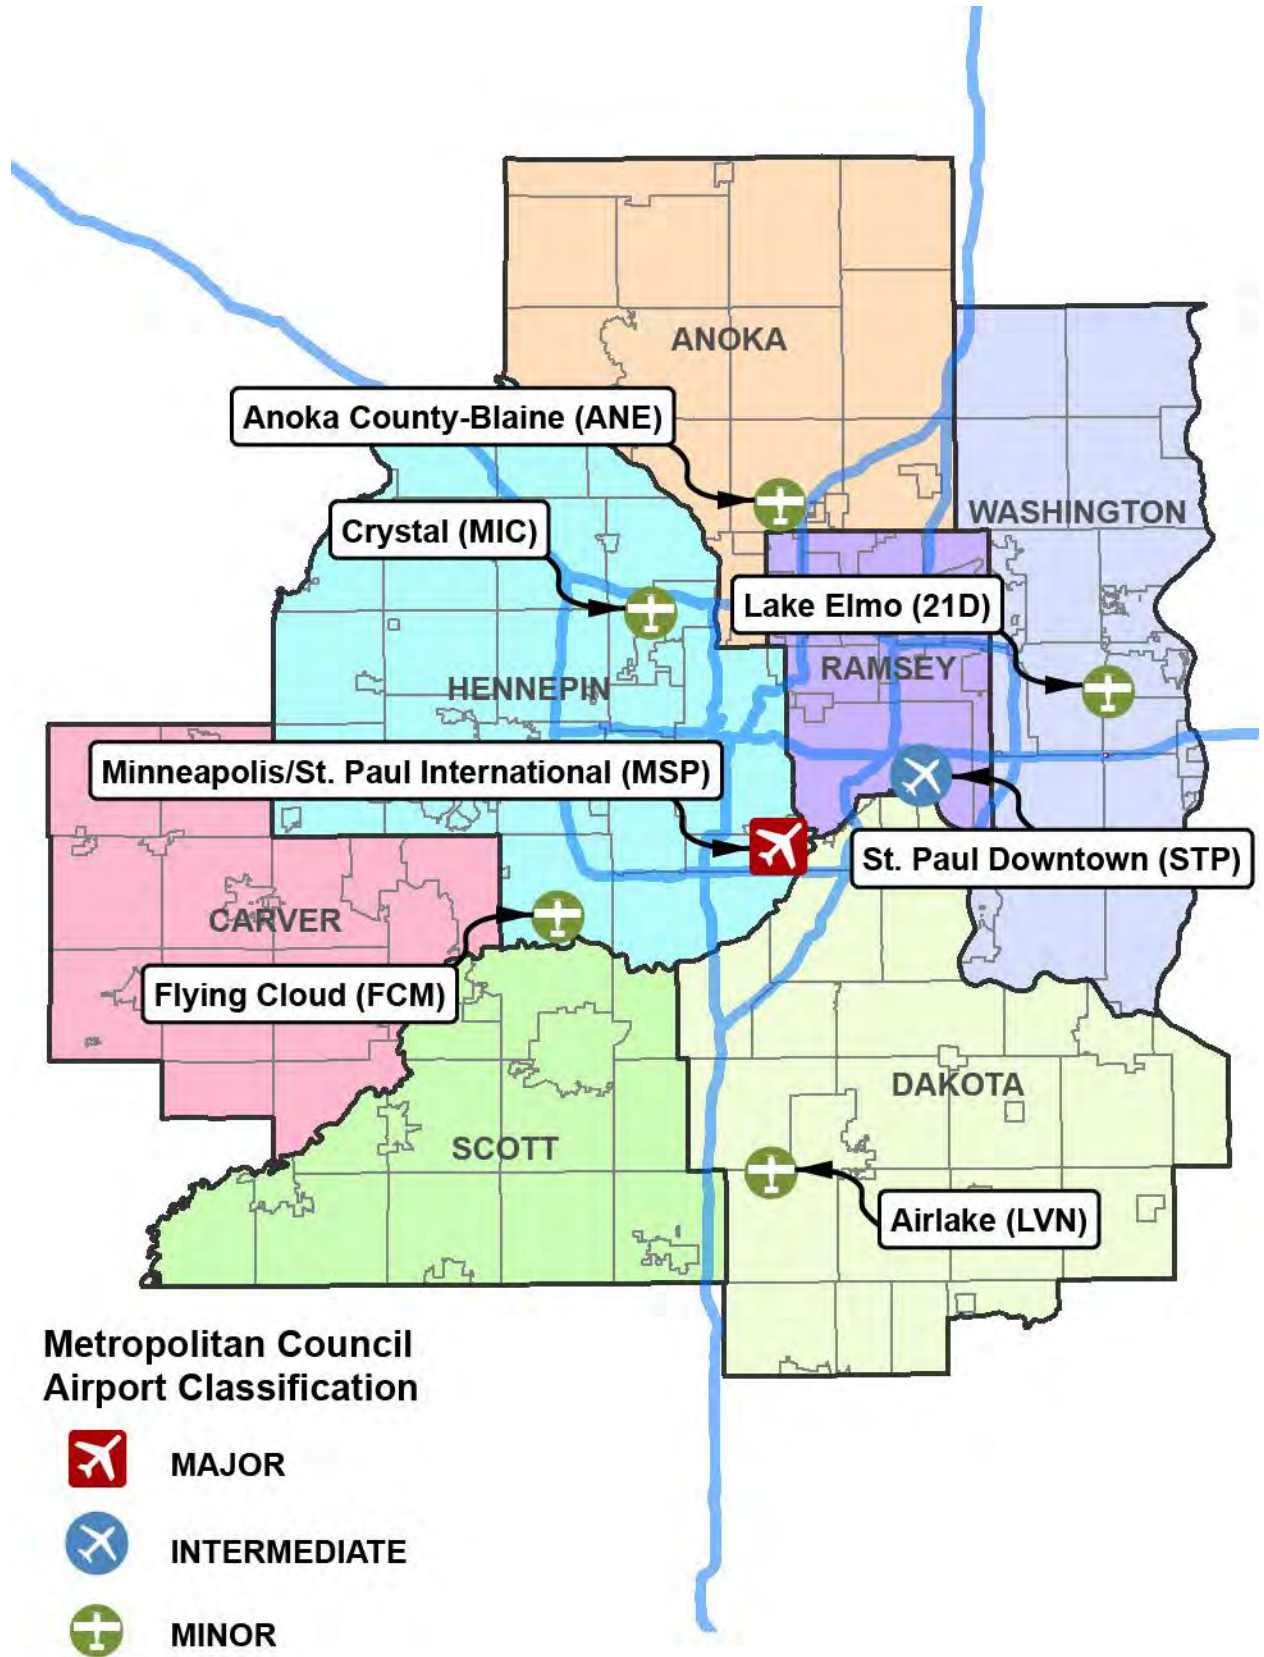 ANOKA
Anoka County-Blaine (ANE)
WASHINGTON
Crystal (MIC)
Lake Elmo (21D)
RAMSEY
HENNEPIN
Minneapolis/St. Paul International (MSP)
St. Paul Downtown (STP)
CARVER
Flying Cloud (FCM)
DAKOTA
SCOTT
Airlake (LVN)
Metropolitan Council
Airport Classification
MAJOR
INTERMEDIATE
MINOR